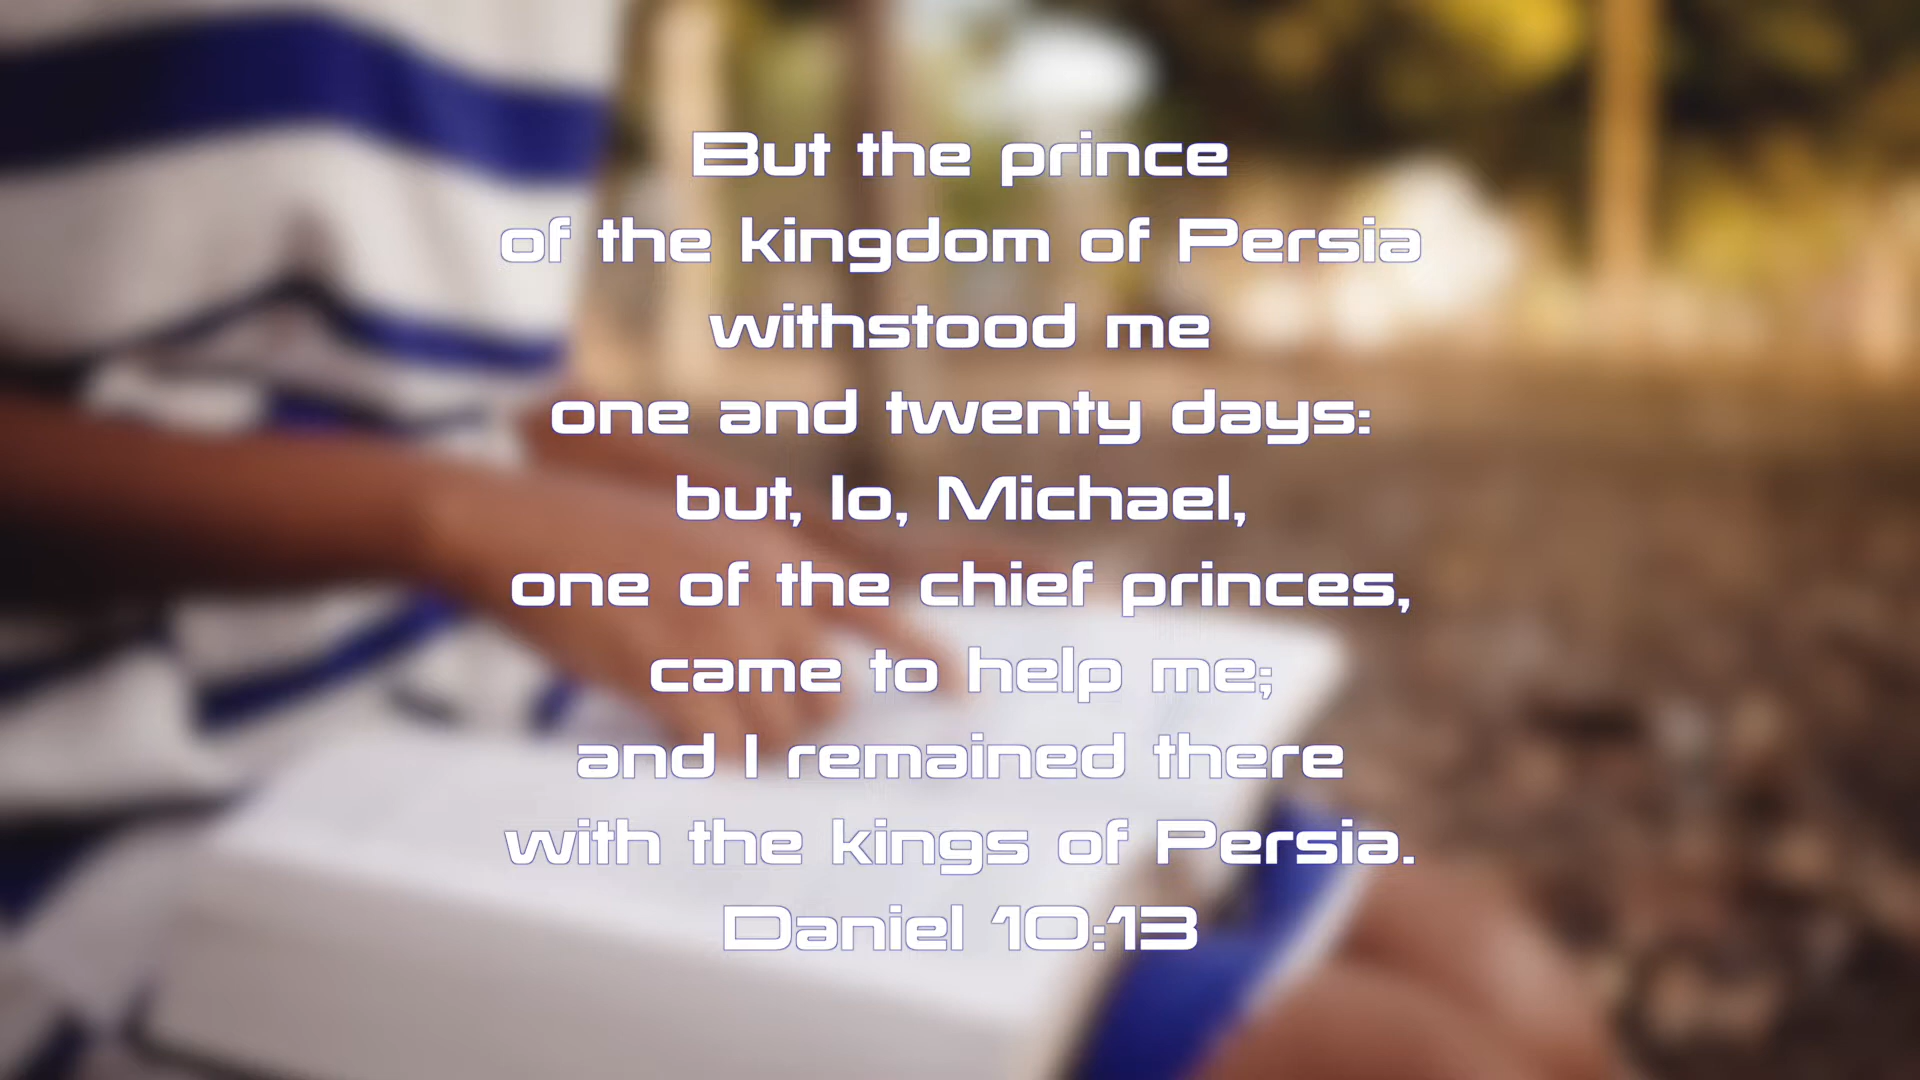 But the prince
of the kingdom of Persia
withstood me
one and twenty days:
but, lo, Michael,
one of the chief princes,
came to help me;
and I remained there
with the kings of Persia.
Daniel 10:13